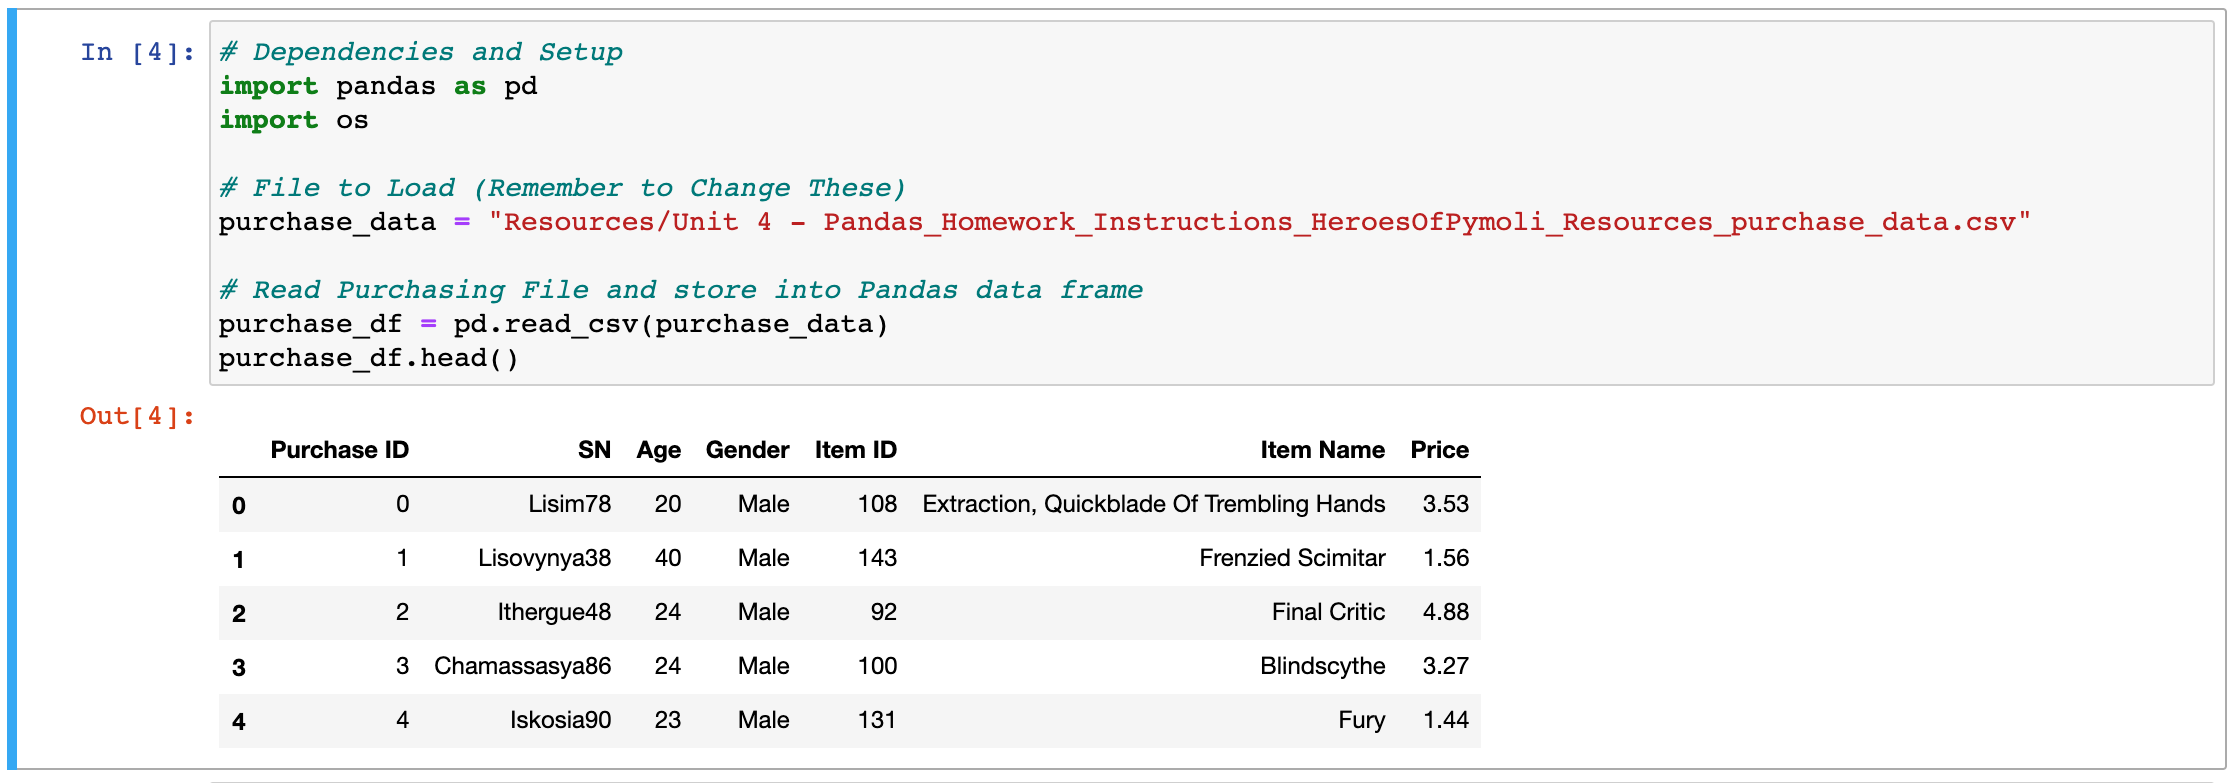 In [4]: # Dependencies and Setup
import pandas as pd
import os
# File to Load (Remember to Change These)
purchase_data = "Resources/Unit 4 - Pandas_Homework_Instructions_HeroesOfPymoli_Resources_purchase_data.csv"
# Read Purchasing File and store into Pandas data frame
purchase_df = pd.read_csv(purchase_data)
purchase_df.head()
Out[4]:
Purchase ID SN Age Gender Item ID Item Name Price
0 0 Lisim78 20 Male 108 Extraction, Quickblade Of Trembling Hands 3.53
1 1 Lisovynya38 40 Male 143 Frenzied Scimitar 1.56
2 2 Ithergue48 24 Male 92 Final Critic 4.88
3 3 Chamassasya86 24 Male 100 Blindscythe 3.27
4 4 Iskosia90 23 Male 131 Fury 1.44